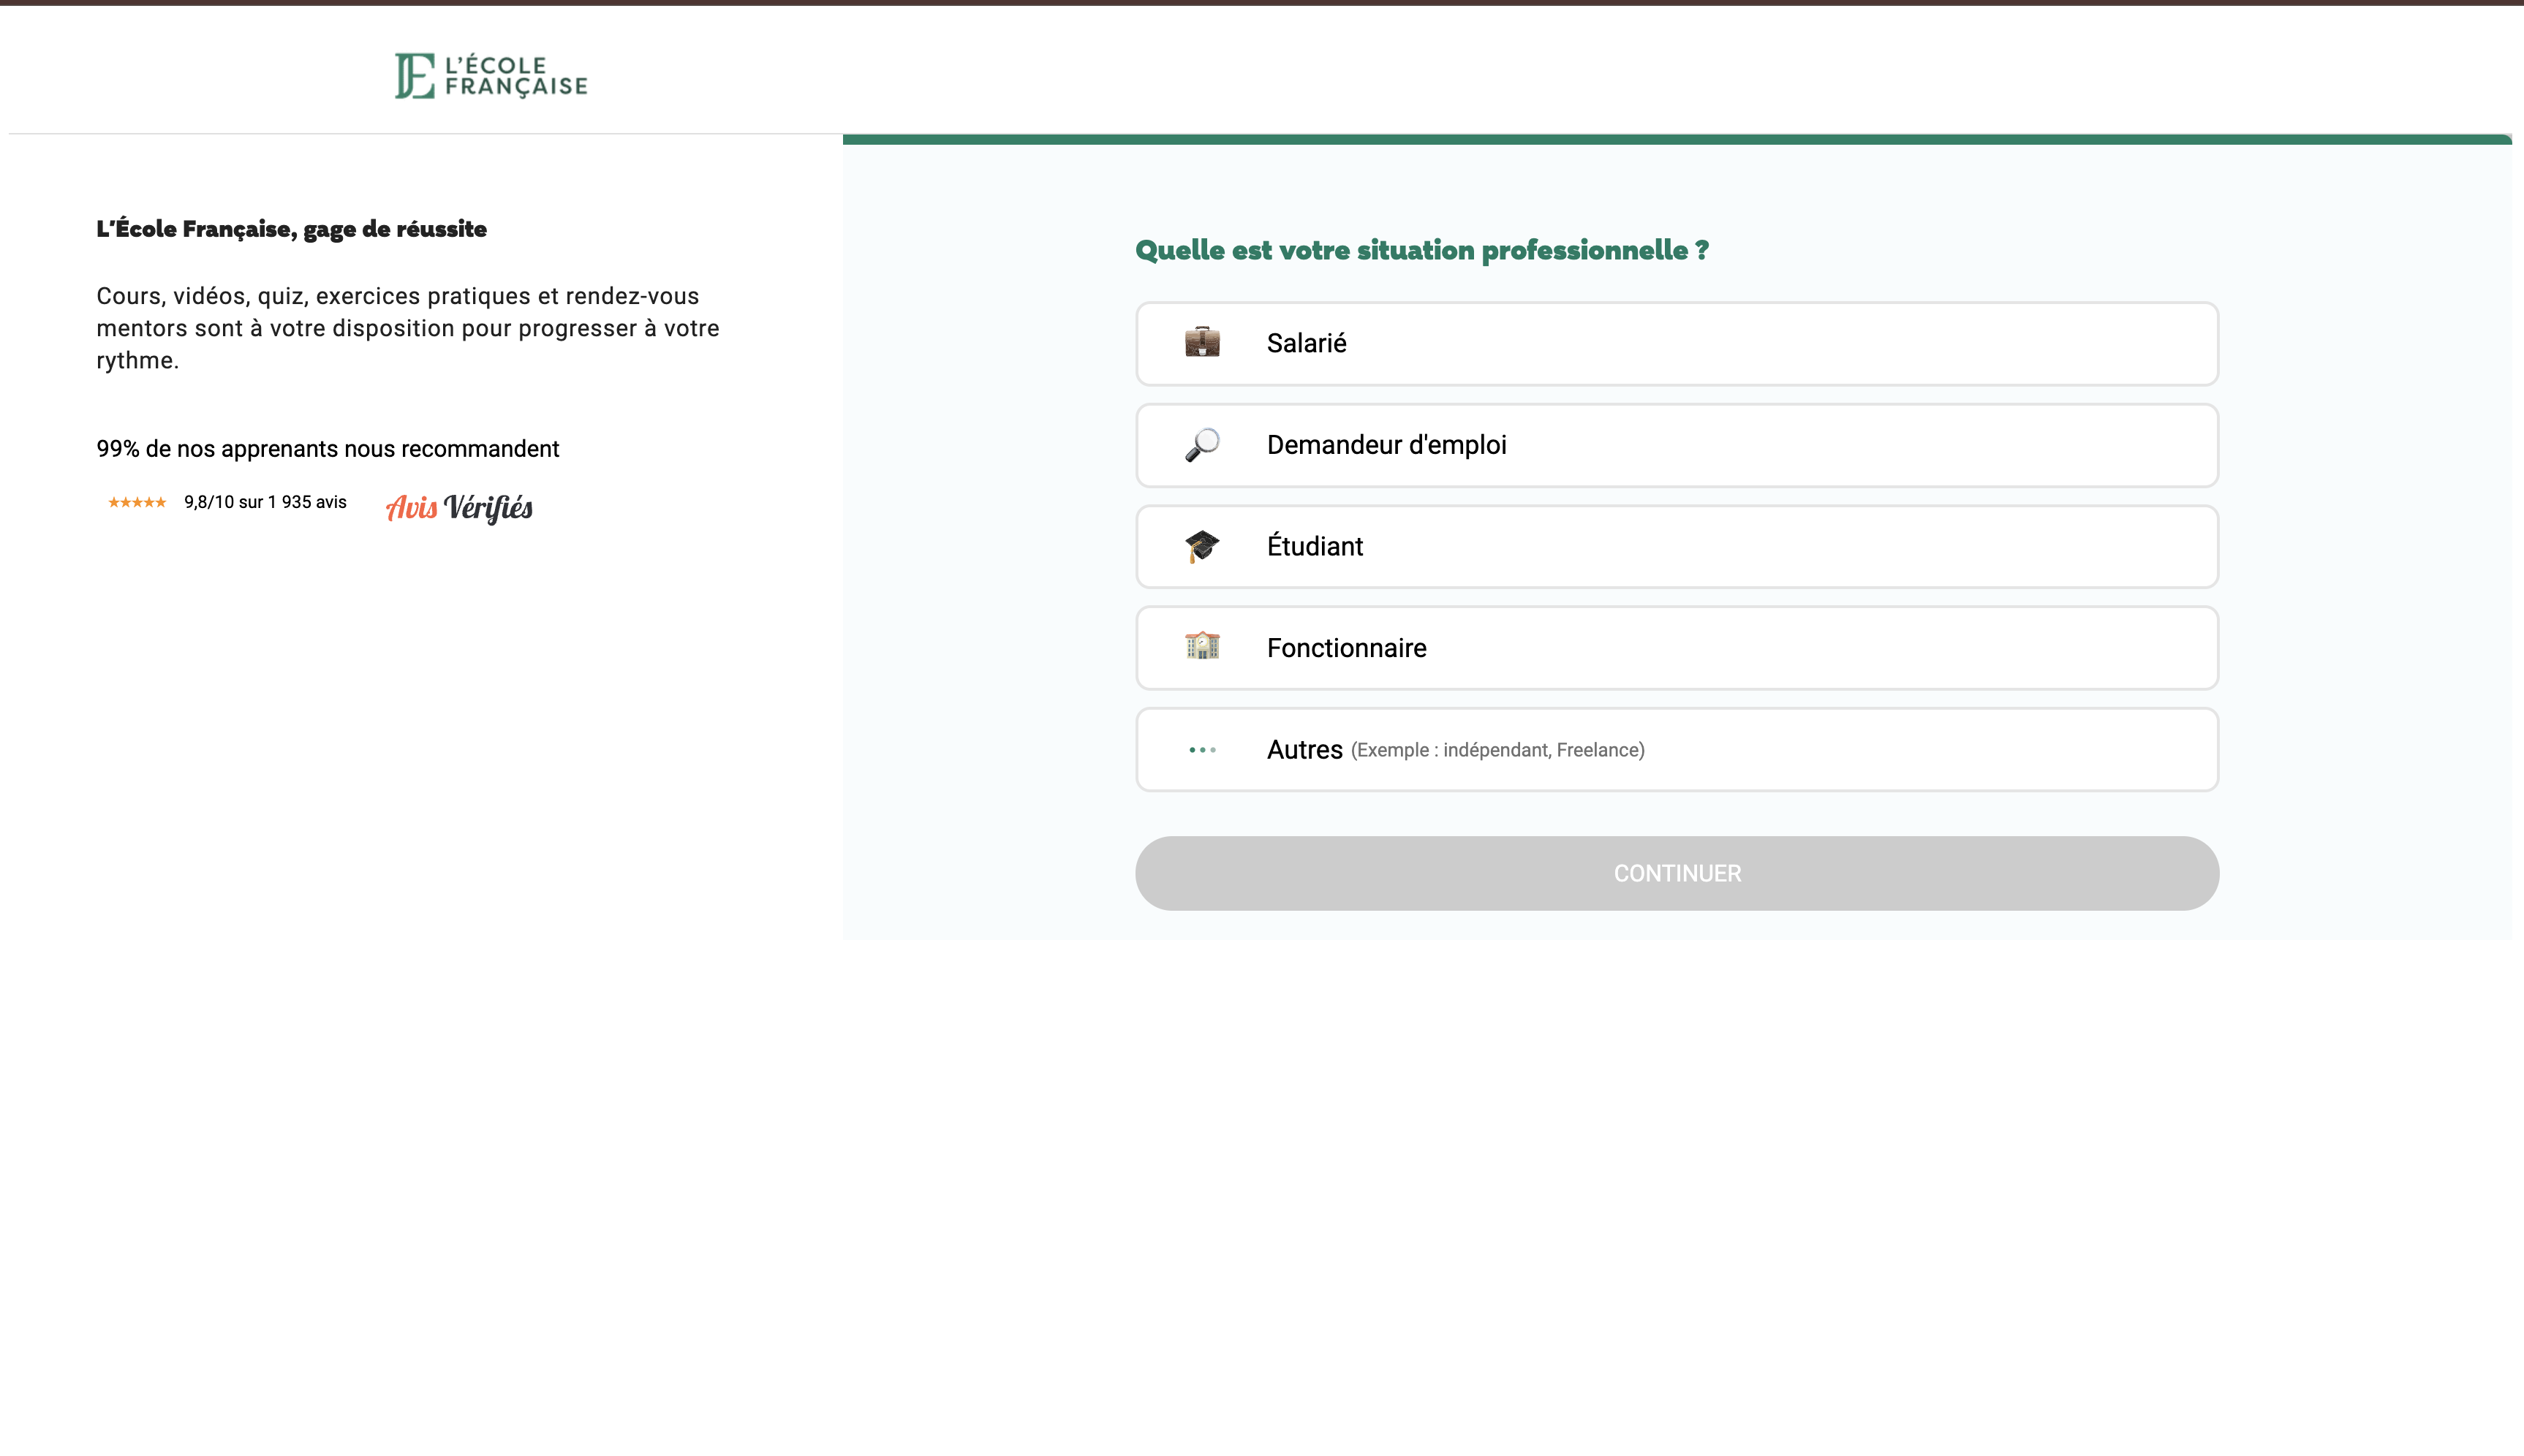 L'ÉCOLE
FRANÇAISE
L'École Française, gage de réussite
Cours, vidéos, quiz, exercices pratiques et rendez-vous
mentors sont à votre disposition pour progresser à votre
rythme.
99% de nos apprenants nous recommandent
9,8/10 sur 1 935 avis
Avis Vérifiés
Quelle est votre situation professionnelle ?
Salarié
Demandeur d'emploi
Étudiant
Fonctionnaire
Autres (Exemple : indépendant, Freelance)
CONTINUER